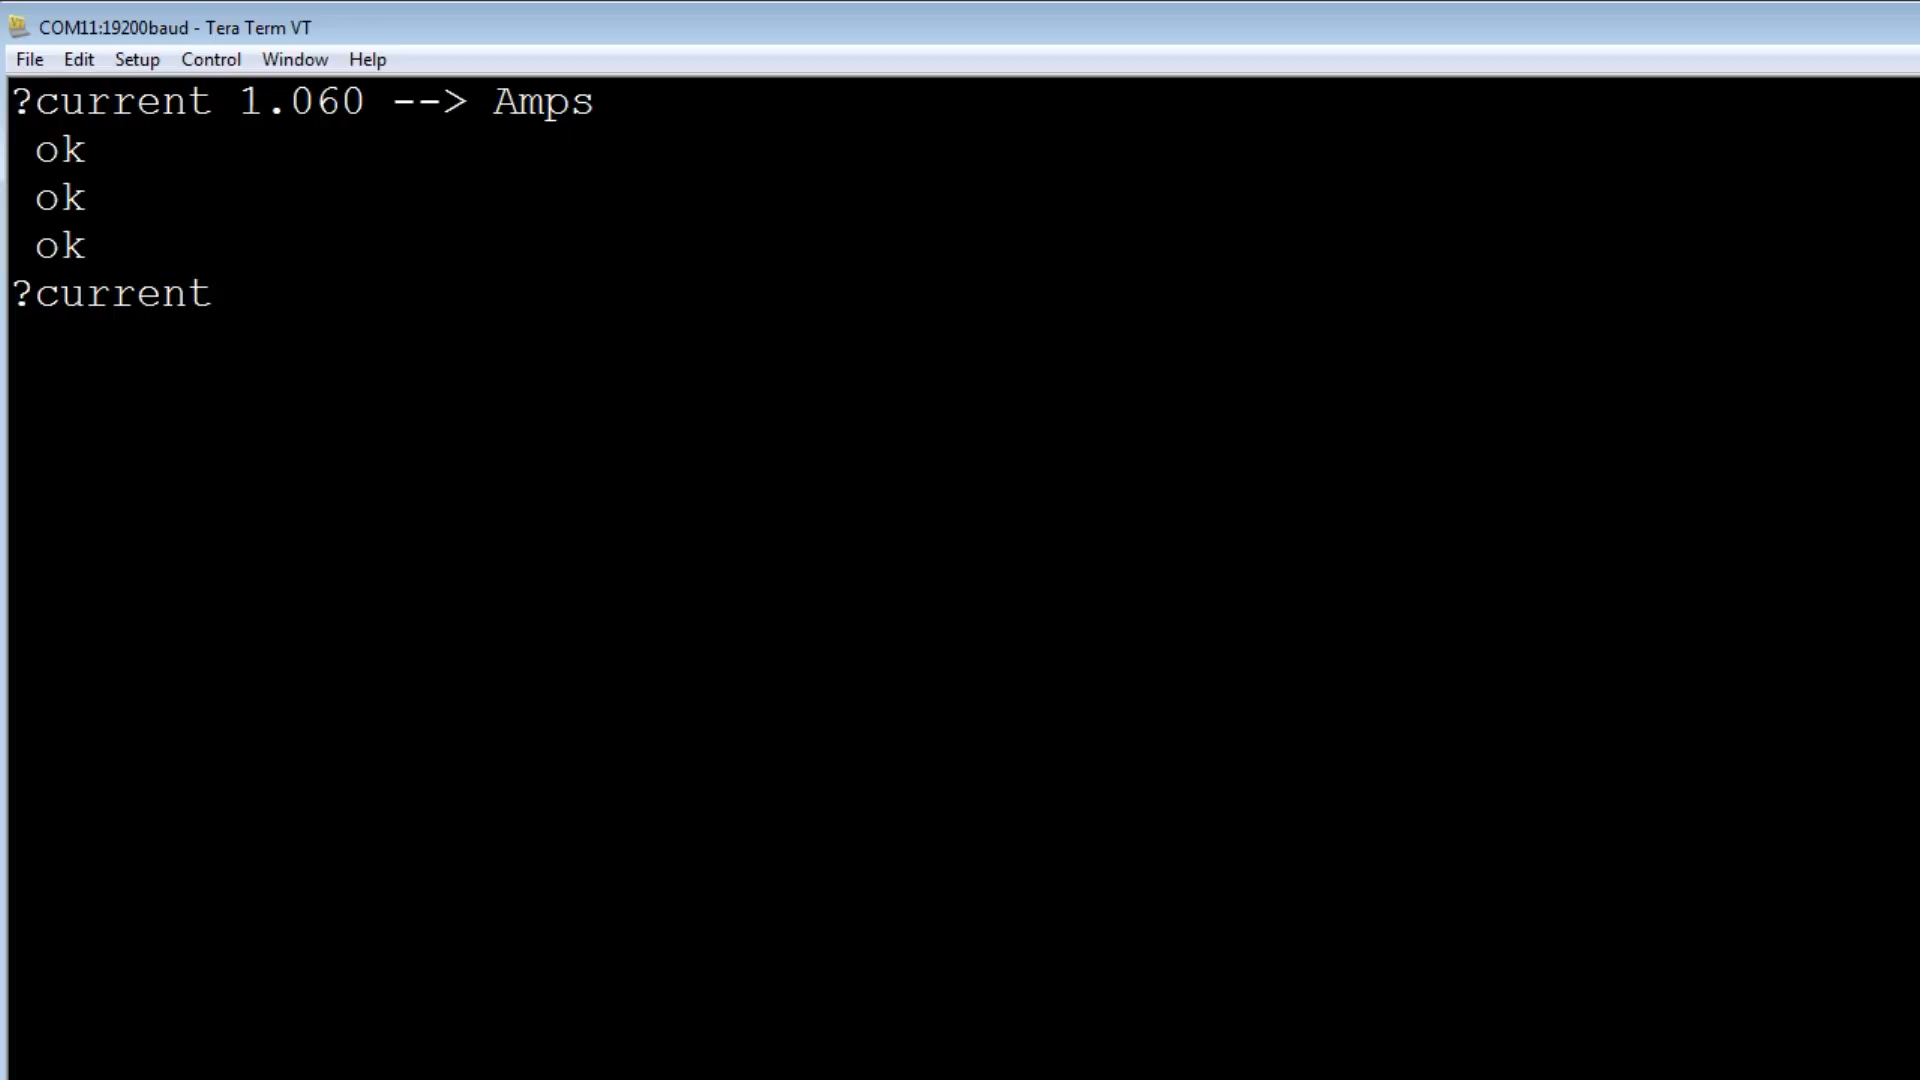 COM11:19200baud - Tera Term VT
File Edit Setup Control Window Help
?current 1.060 --> Amps
ok
ok
ok
?current